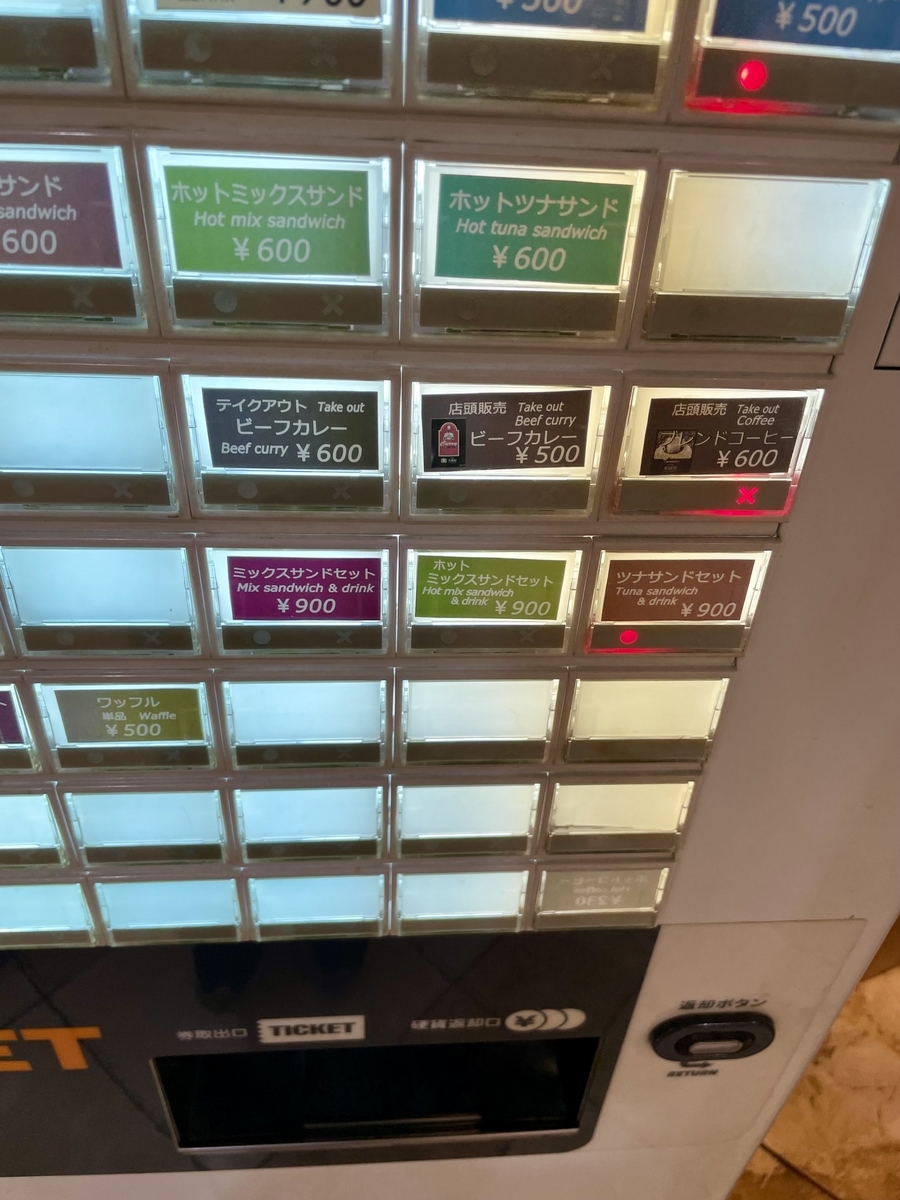 ¥500
¥500
サンド
sandwich
600
ホットミックスサンド
Hot mix sandwich
¥600
ホットツナサンド
Hot tuna sandwich
¥600
テイクアウト Take out
ビーフカレー
Beef curry ¥600
店頭販売 Take out
Beef curry
ビーフカレー
Curry
¥500
店頭販売 Take out
Coffee
ブレンドコーヒー
¥600
ミックスサンドセット
Mix sandwich & drink
¥900
ホット
ミックスサンドセット
Hot mix sandwich
& drink ¥900
ツナサンドセット
Tuna sandwich
& drink ¥900
ト
ワッフル
単品 Waffle
¥500
ET
券取出口 TICKET
硬貨返却口 ¥
返却ボタン
RETURN